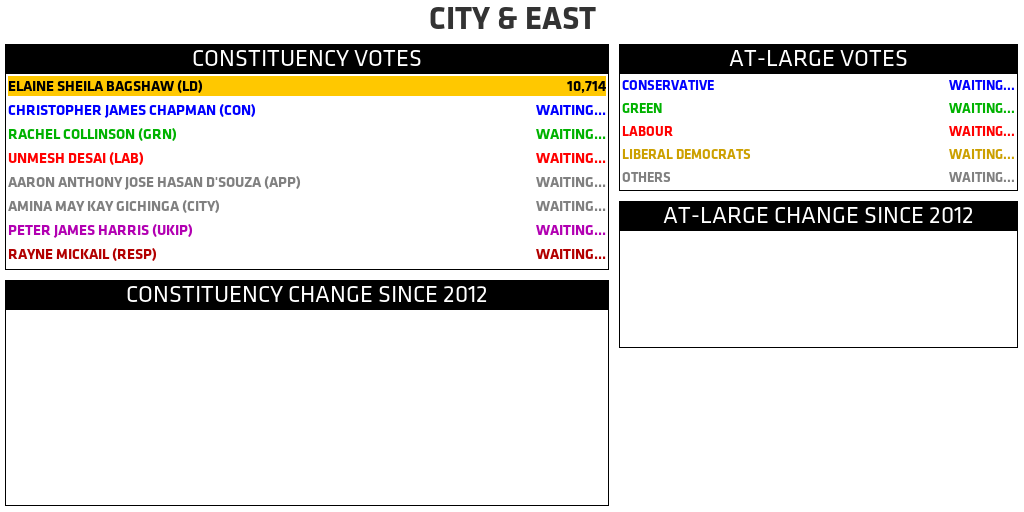 CITY & EAST
CONSTITUENCY VOTES
ELAINE SHEILA BAGSHAW (LD) 10,714
CHRISTOPHER JAMES CHAPMAN (CON) WAITING...
RACHEL COLLINSON (GRN) WAITING...
UNMESH DESAI (LAB) WAITING...
AARON ANTHONY JOSE HASAN D'SOUZA (APP) WAITING...
AMINA MAY KAY GICHINGA (CITY) WAITING...
PETER JAMES HARRIS (UKIP) WAITING...
RAYNE MICKAIL (RESP) WAITING...
CONSTITUENCY CHANGE SINCE 2012
AT-LARGE VOTES
CONSERVATIVE WAITING...
GREEN WAITING...
LABOUR WAITING...
LIBERAL DEMOCRATS WAITING...
OTHERS WAITING...
AT-LARGE CHANGE SINCE 2012